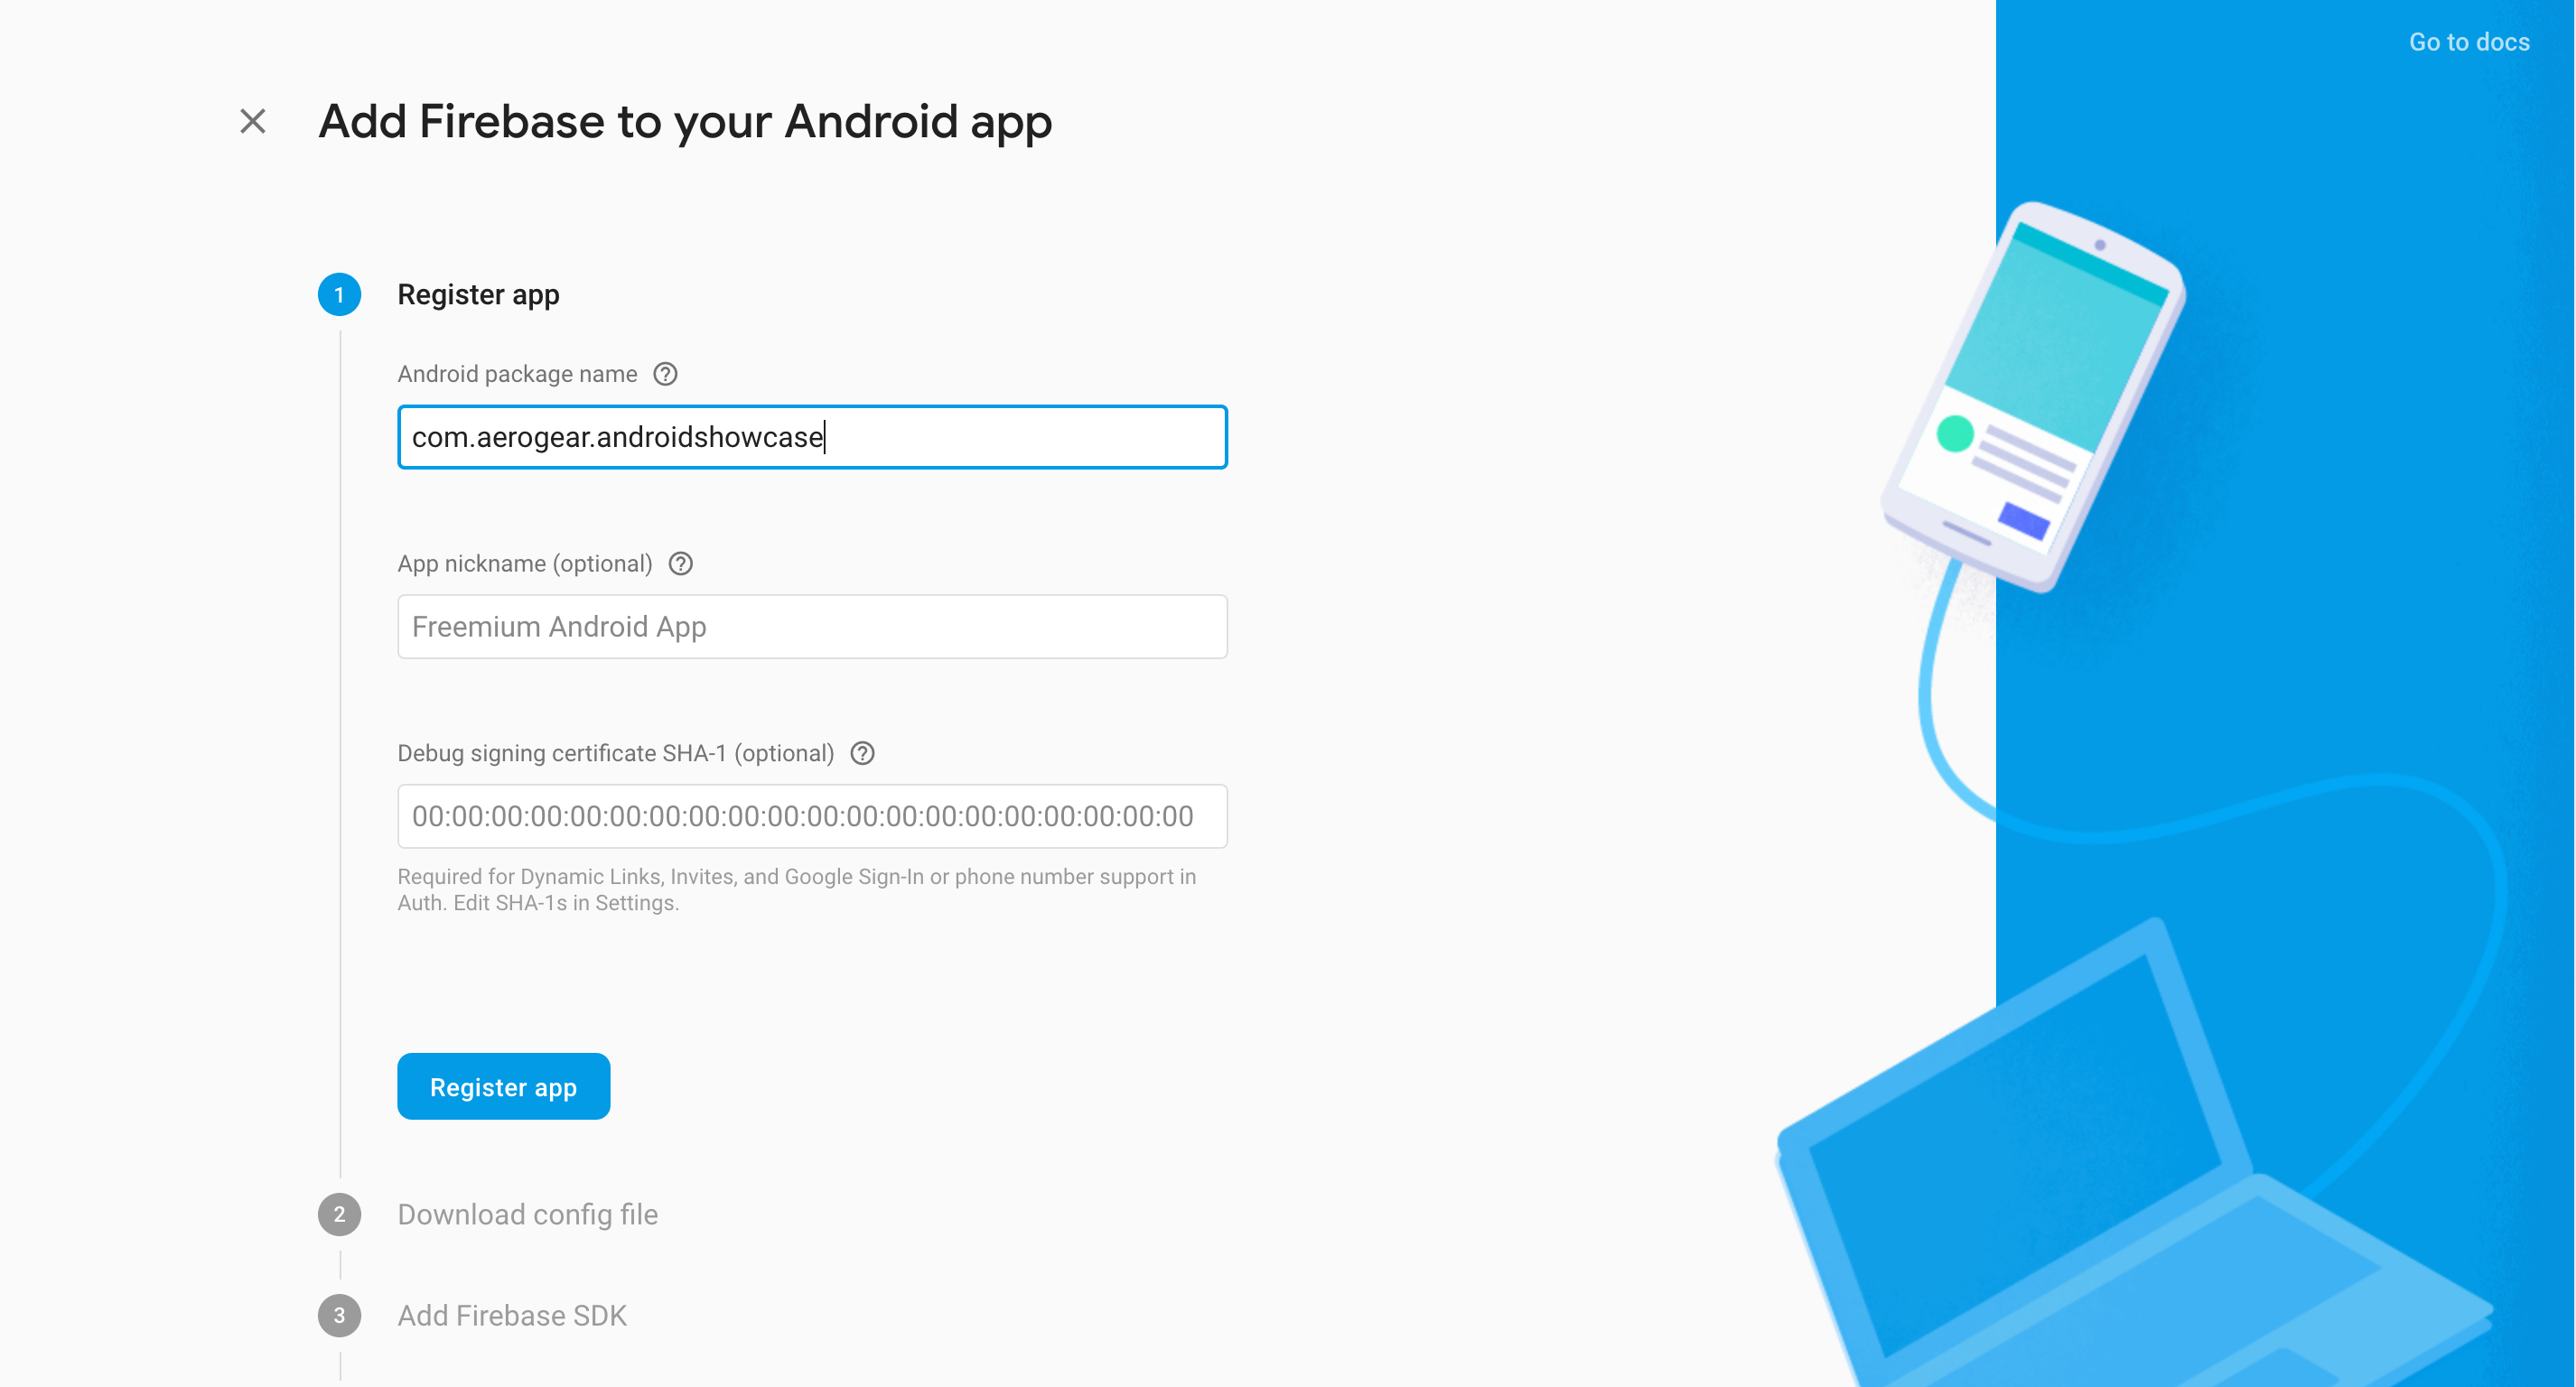 Go to docs
Add Firebase to your Android app
1 Register app
Android package name ?
com.aerogear.androidshowcase
App nickname (optional) ?
Freemium Android App
Debug signing certificate SHA-1 (optional) ?
00:00:00:00:00:00:00:00:00:00:00:00:00:00:00:00:00:00:00:00
Required for Dynamic Links, Invites, and Google Sign-In or phone number support in
Auth. Edit SHA-1s in Settings.
Register app
2 Download config file
3 Add Firebase SDK